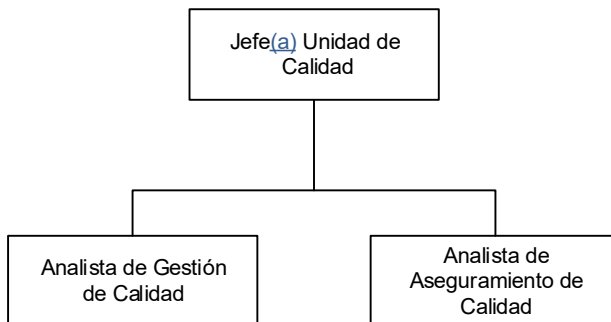 Jefe(a) Unidad de
Calidad
Analista de Gestión
de Calidad
Analista de
Aseguramiento de
Calidad